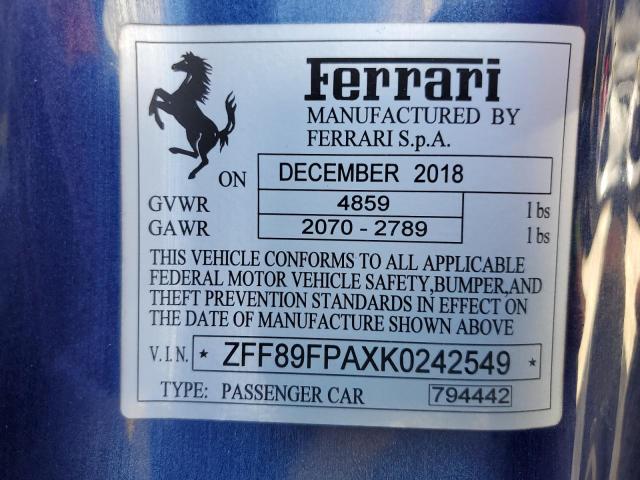 Ferrari
MANUFACTURED BY
FERRARI S.p.A.
ON DECEMBER 2018
GVWR 4859 lbs
GAWR 2070 - 2789 lbs
THIS VEHICLE CONFORMS TO ALL APPLICABLE
FEDERAL MOTOR VEHICLE SAFETY,BUMPER,AND
THEFT PREVENTION STANDARDS IN EFFECT ON
THE DATE OF MANUFACTURE SHOWN ABOVE
V.I.N. * ZFF89FPAXK0242549 *
TYPE: PASSENGER CAR 794442